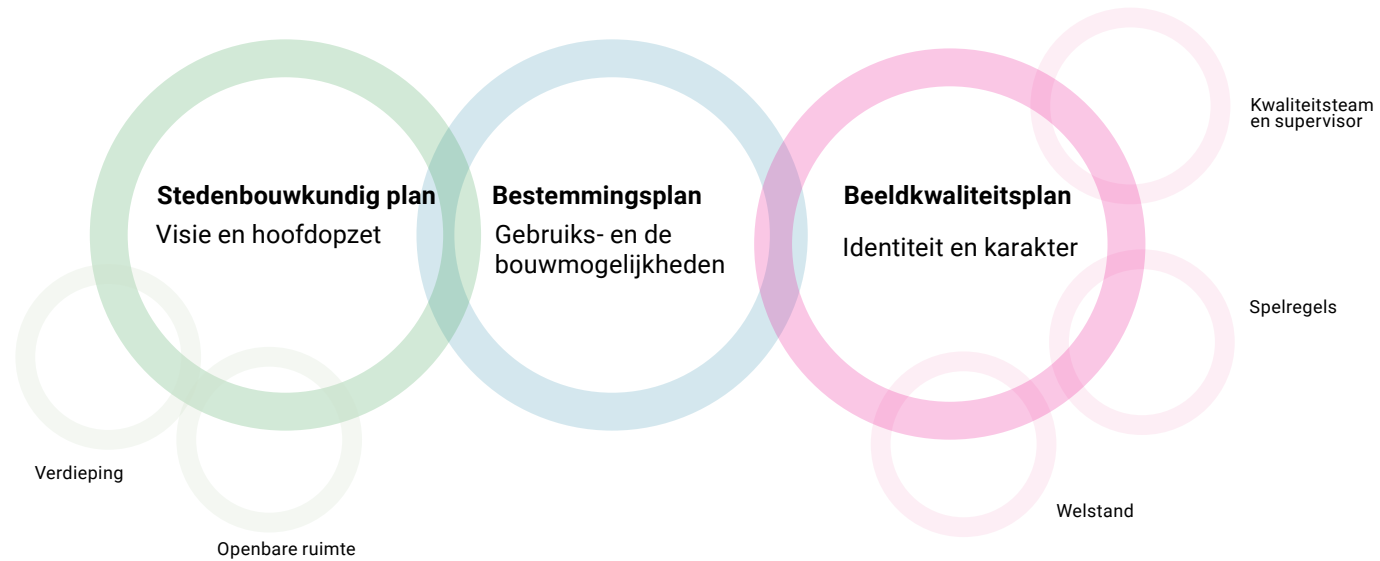 Stedenbouwkundig plan
Visie en hoofdopzet
Verdieping
Openbare ruimte
Bestemmingsplan
Gebruiks- en de
bouwmogelijkheden
Beeldkwaliteitsplan
Identiteit en karakter
Kwaliteitsteam
en supervisor
Spelregels
Welstand